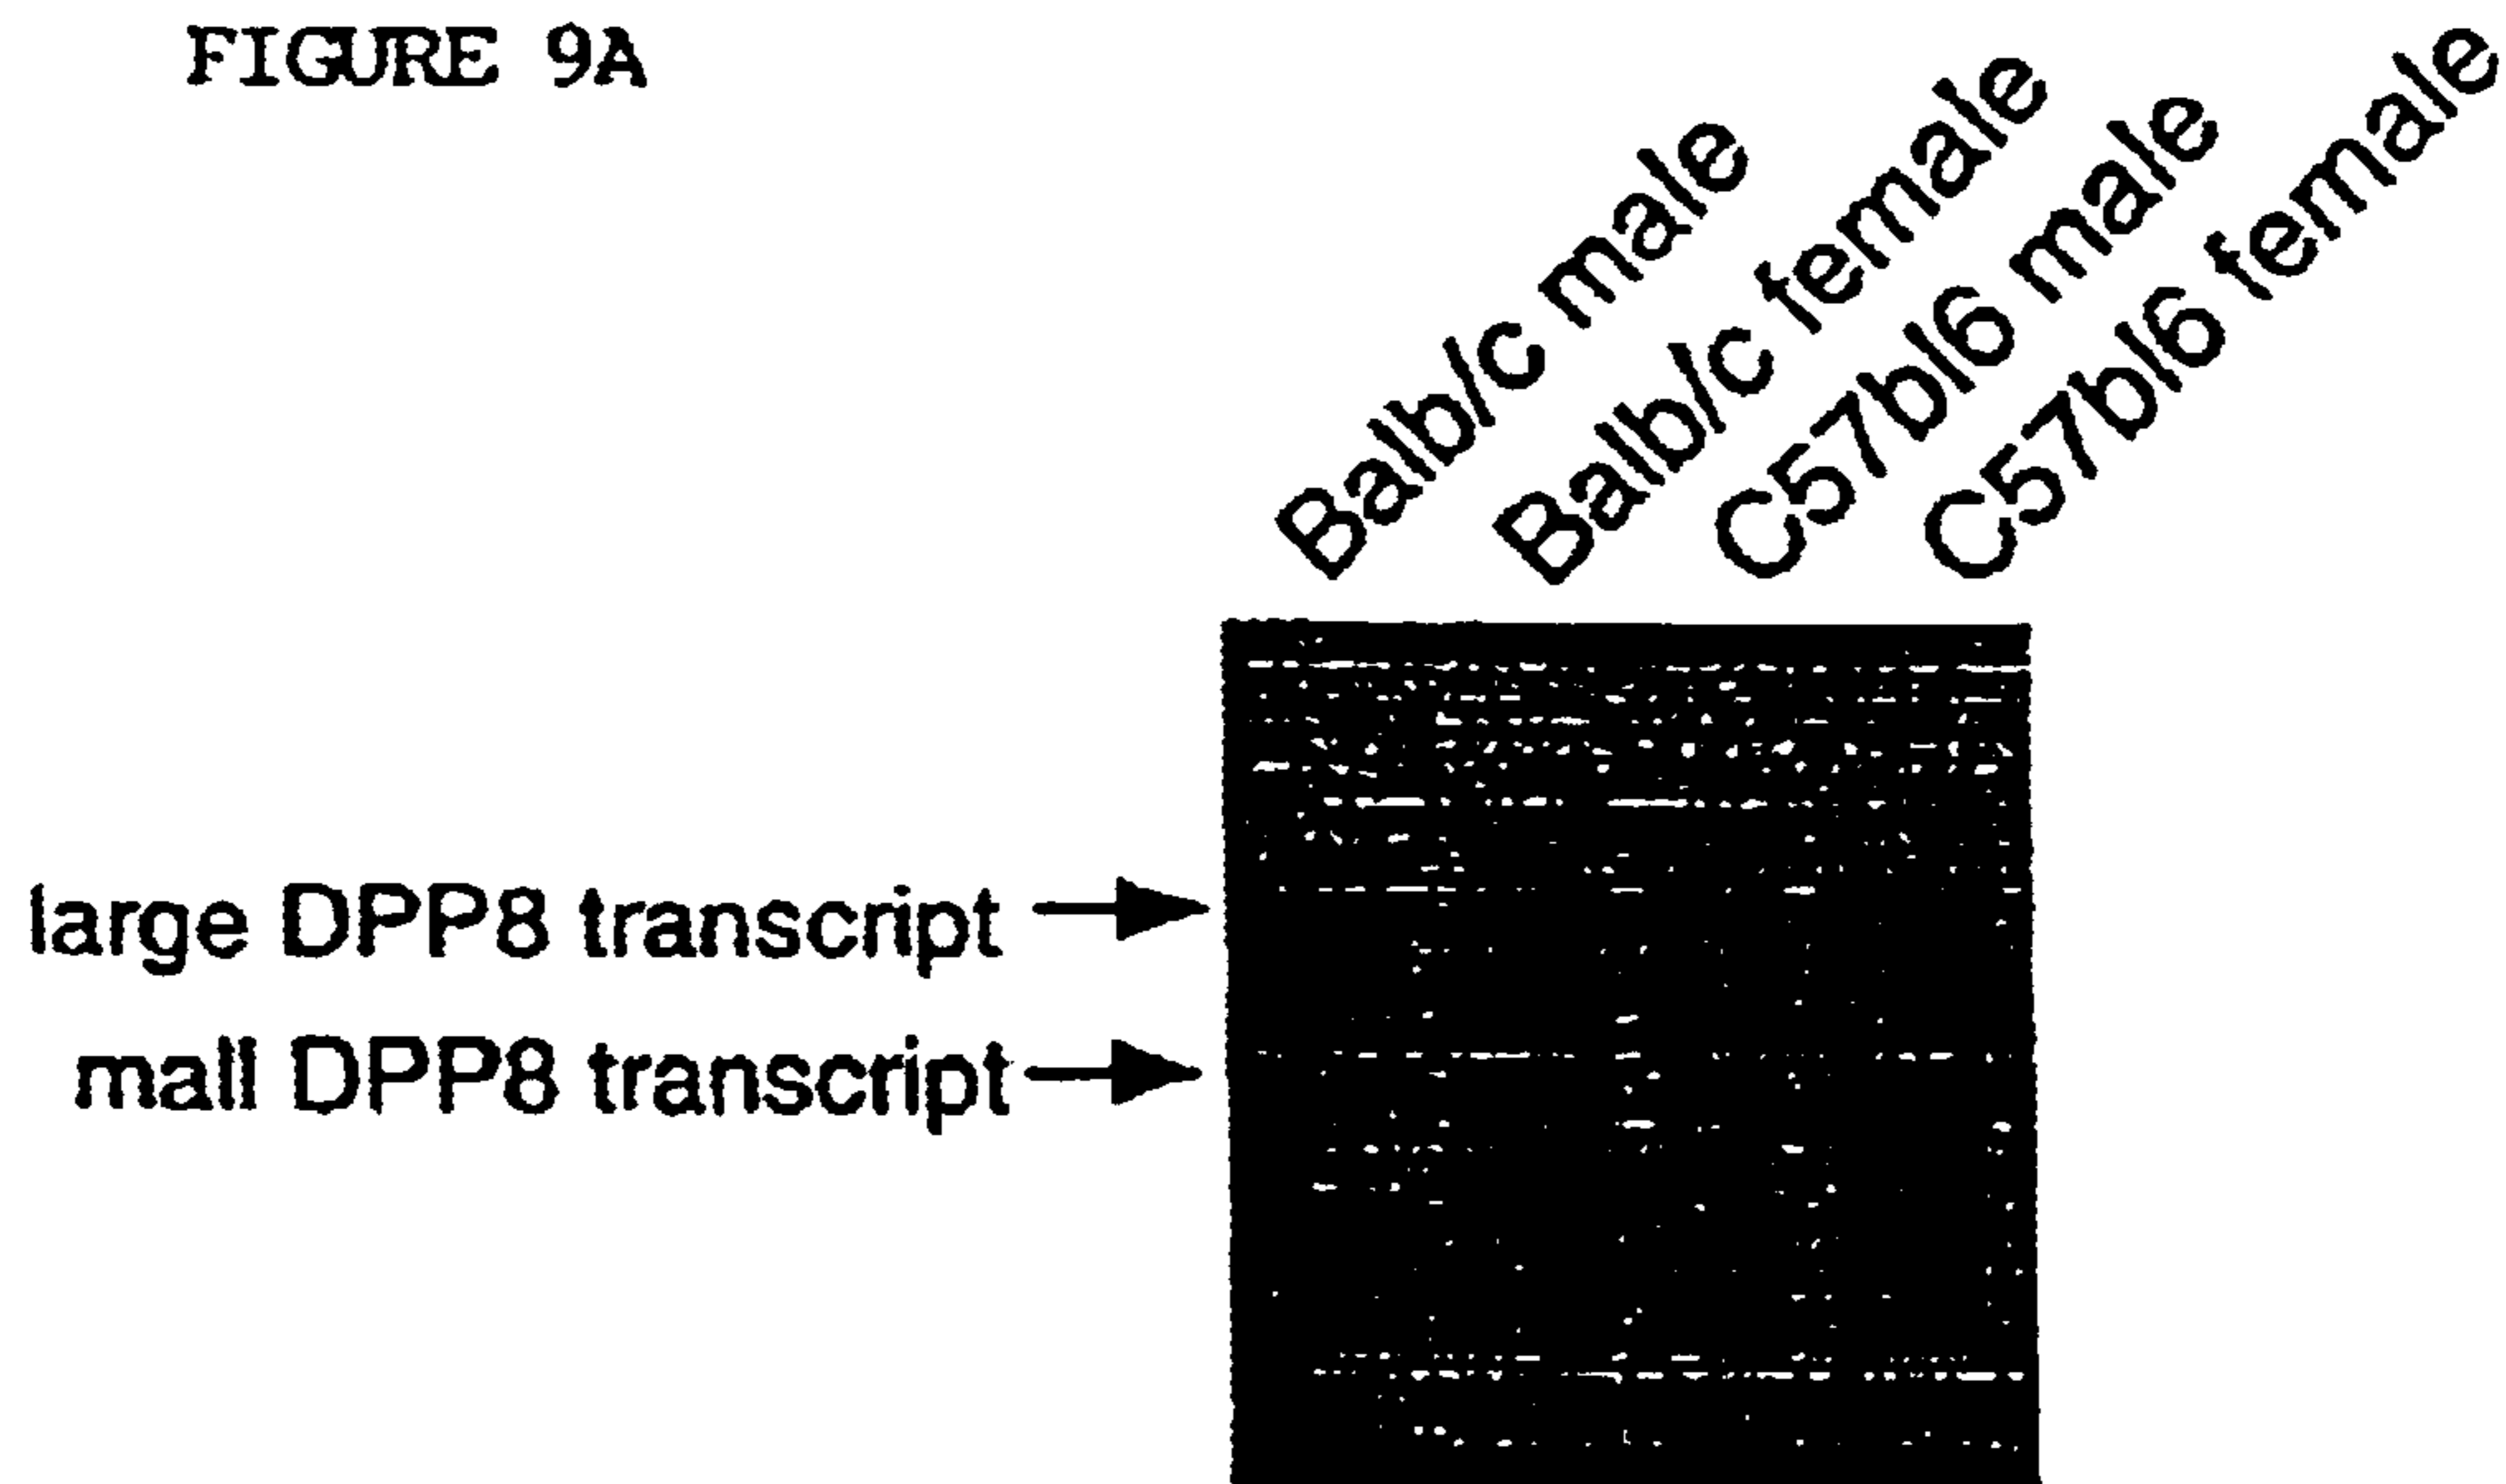 FIGURE 9A
Balb/c male
Balb/c female
C57bl6 male
C57bl6 female
large DPP8 transcript
mall DPP8 transcript